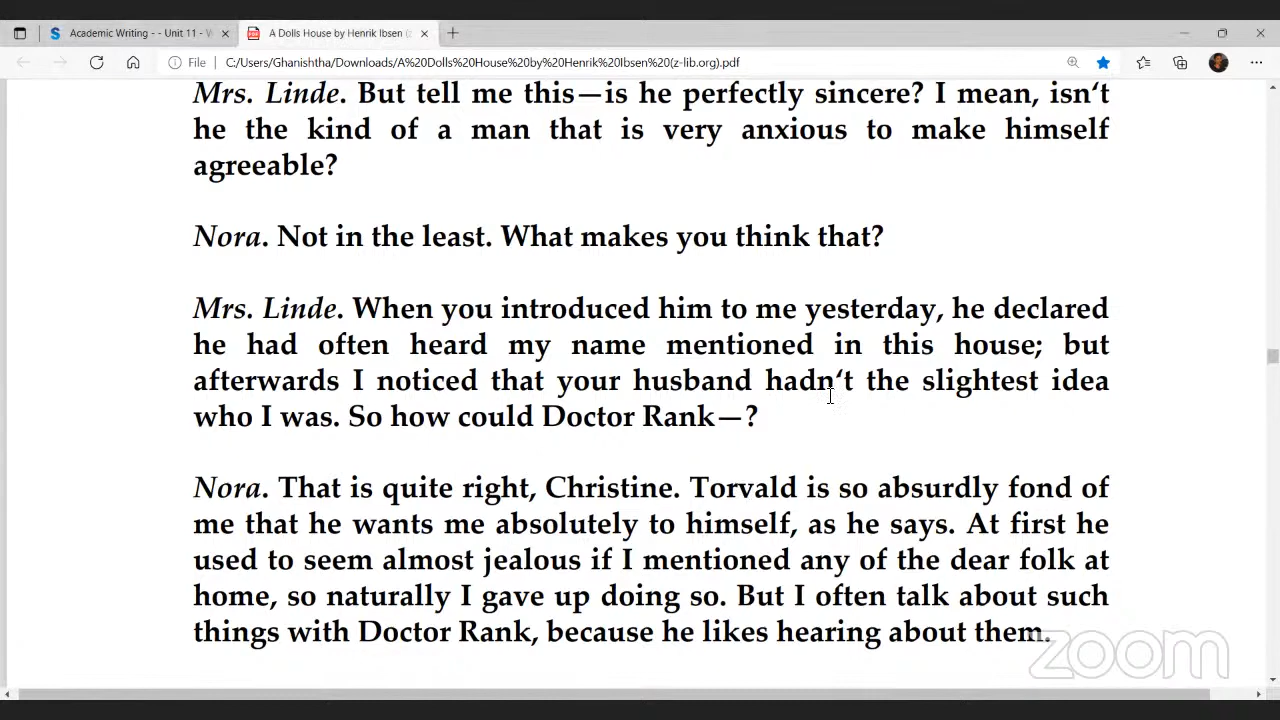 Academic Writing - - Unit 11 - W
A Dolls House by Henrik Ibsen (z
File
C:/Users/Ghanishtha/Downloads/A%20Dolls%20House%20by%20Henrik%20Ibsen%20(z-lib.org).pdf
Mrs. Linde. But tell me this—is he perfectly sincere? I mean, isn‘t
he the kind of a man that is very anxious to make himself
agreeable?
Nora. Not in the least. What makes you think that?
Mrs. Linde. When you introduced him to me yesterday, he declared
he had often heard my name mentioned in this house; but
afterwards I noticed that your husband hadn‘t the slightest idea
who I was. So how could Doctor Rank—?
Nora. That is quite right, Christine. Torvald is so absurdly fond of
me that he wants me absolutely to himself, as he says. At first he
used to seem almost jealous if I mentioned any of the dear folk at
home, so naturally I gave up doing so. But I often talk about such
things with Doctor Rank, because he likes hearing about them.
zoom